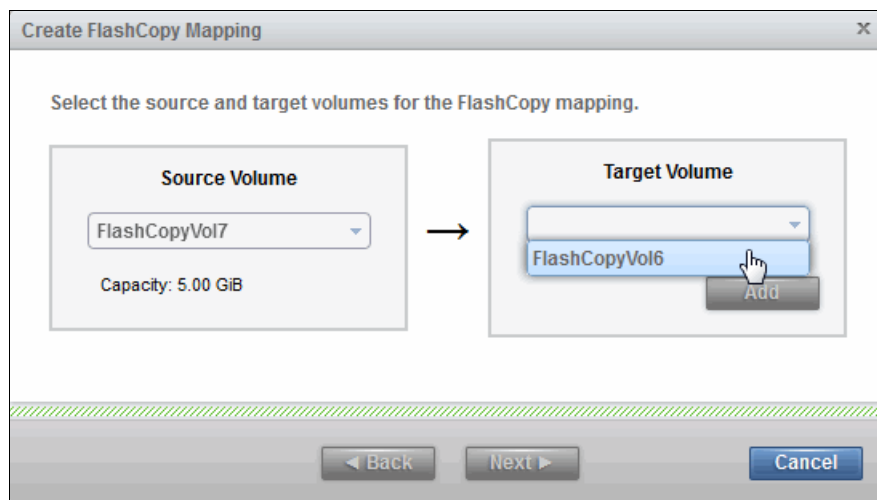 Create FlashCopy Mapping
x
Select the source and target volumes for the FlashCopy mapping.
Source Volume
FlashCopyVol7
Capacity: 5.00 GiB
Target Volume
FlashCopyVol6
Add
Back
Next
Cancel